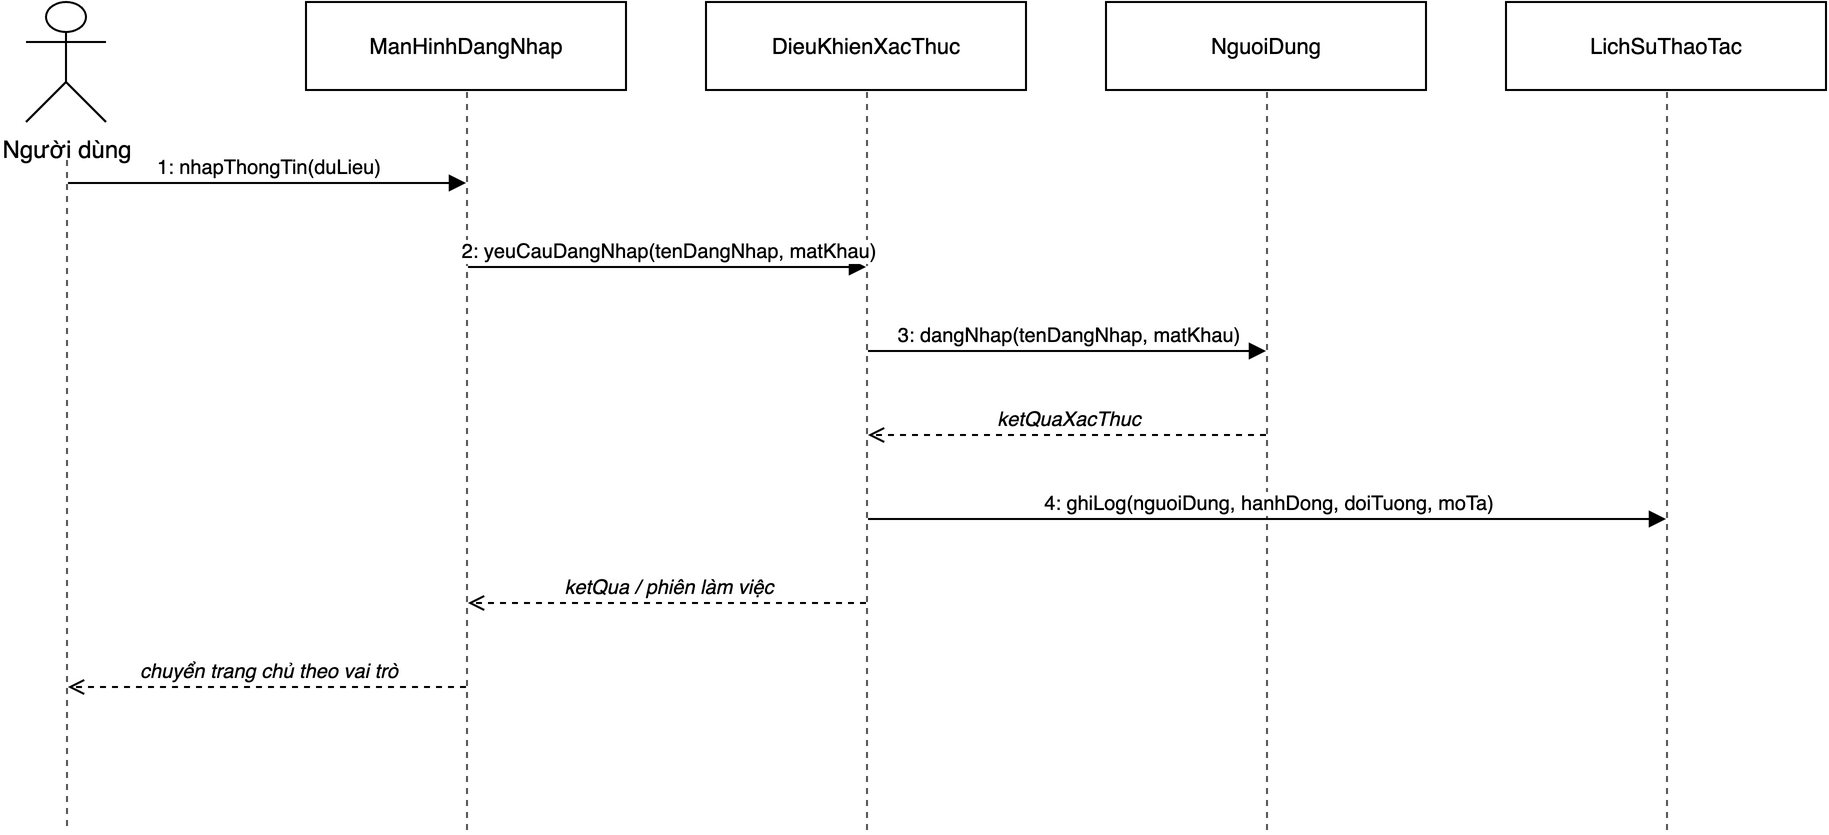 ManHinhDangNhap
DieuKhienXacThuc
NguoiDung
LichSuThaoTac
Người dùng
1: nhapThongTin(duLieu)
2: yeuCauDangNhap(tenDangNhap, matKhau)
3: dangNhap(tenDangNhap, matKhau)
ketQuaXacThuc
4: ghiLog(nguoiDung, hanhDong, doiTuong, moTa)
ketQua / phiên làm việc
chuyển trang chủ theo vai trò